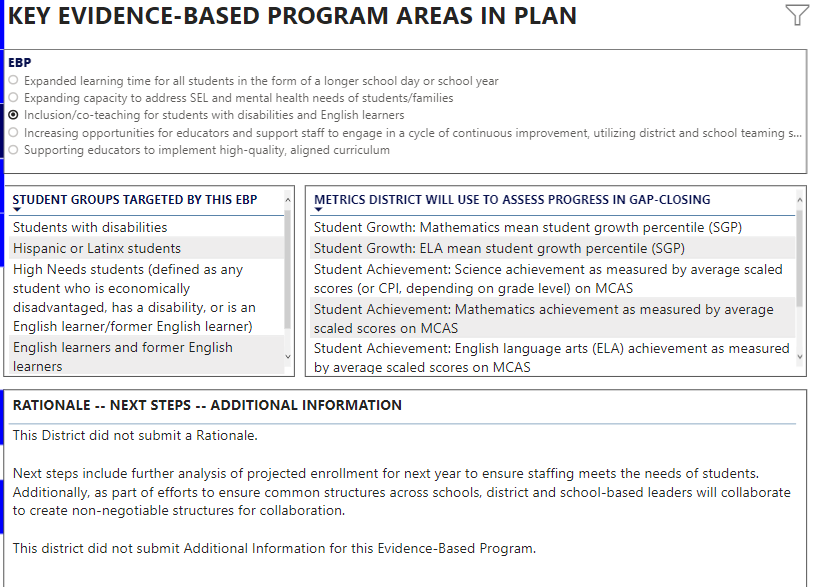 KEY EVIDENCE-BASED PROGRAM AREAS IN PLAN
EBP
Expanded learning time for all students in the form of a longer school day or school year
Expanding capacity to address SEL and mental health needs of students/families
Inclusion/co-teaching for students with disabilities and English learners
Increasing opportunities for educators and support staff to engage in a cycle of continuous improvement, utilizing district and school teaming s...
Supporting educators to implement high-quality, aligned curriculum
STUDENT GROUPS TARGETED BY THIS EBP
Students with disabilities
Hispanic or Latinx students
High Needs students (defined as any
student who is economically
disadvantaged, has a disability, or is an
English learner/former English learner)
English learners and former English
learners
METRICS DISTRICT WILL USE TO ASSESS PROGRESS IN GAP-CLOSING
Student Growth: Mathematics mean student growth percentile (SGP)
Student Growth: ELA mean student growth percentile (SGP)
Student Achievement: Science achievement as measured by average scaled
scores (or CPI, depending on grade level) on MCAS
Student Achievement: Mathematics achievement as measured by average
scaled scores on MCAS
Student Achievement: English language arts (ELA) achievement as measured
by average scaled scores on MCAS
RATIONALE -- NEXT STEPS -- ADDITIONAL INFORMATION
This District did not submit a Rationale.
Next steps include further analysis of projected enrollment for next year to ensure staffing meets the needs of students.
Additionally, as part of efforts to ensure common structures across schools, district and school-based leaders will collaborate
to create non-negotiable structures for collaboration.
This district did not submit Additional Information for this Evidence-Based Program.